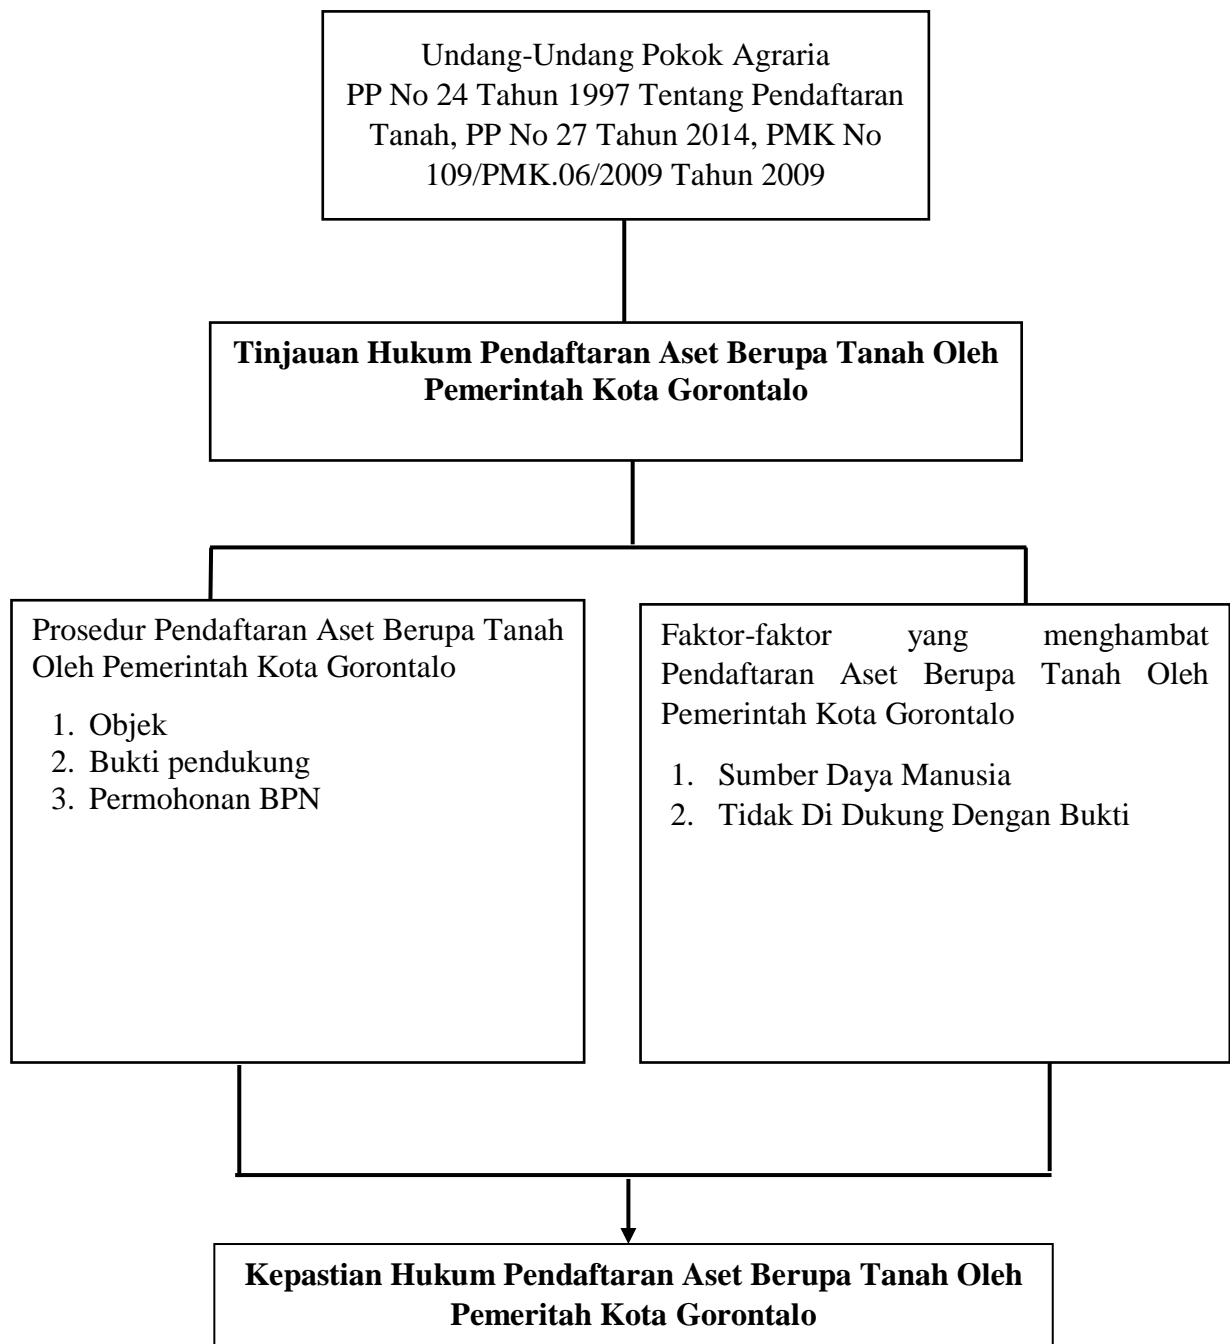 Undang-Undang Pokok Agraria
PP No 24 Tahun 1997 Tentang Pendaftaran
Tanah, PP No 27 Tahun 2014, PMK No
109/PMK.06/2009 Tahun 2009
Tinjauan Hukum Pendaftaran Aset Berupa Tanah Oleh
Pemerintah Kota Gorontalo
Prosedur Pendaftaran Aset Berupa Tanah
Oleh Pemerintah Kota Gorontalo
1. Objek
2. Bukti pendukung
3. Permohonan BPN
Faktor-faktor yang menghambat
Pendaftaran Aset Berupa Tanah Oleh
Pemerintah Kota Gorontalo
1. Sumber Daya Manusia
2. Tidak Di Dukung Dengan Bukti
Kepastian Hukum Pendaftaran Aset Berupa Tanah Oleh
Pemeritah Kota Gorontalo